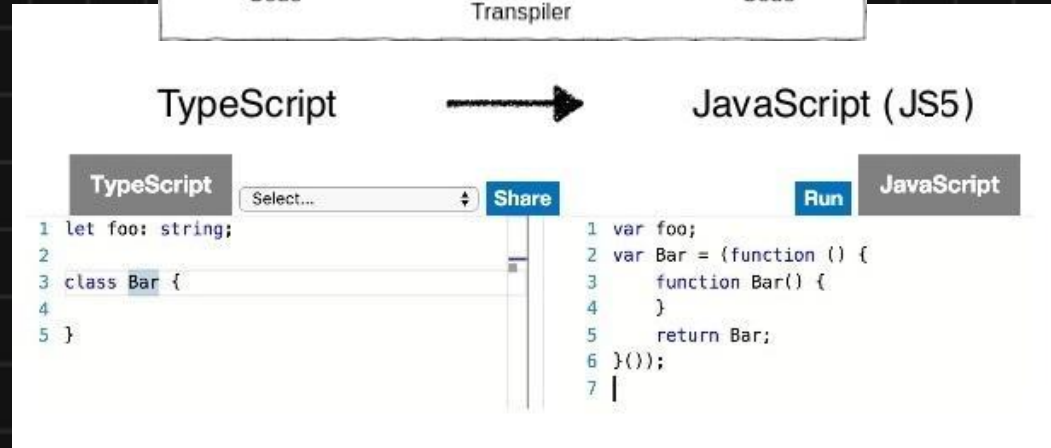 Transpiler
TypeScript
JavaScript (JS5)
TypeScript
Select...
Share
1 let foo: string;
2
3 class Bar {
4
5 }
Run
JavaScript
1 var foo;
2 var Bar = (function () {
3 function Bar() {
4 }
5 return Bar;
6 }());
7